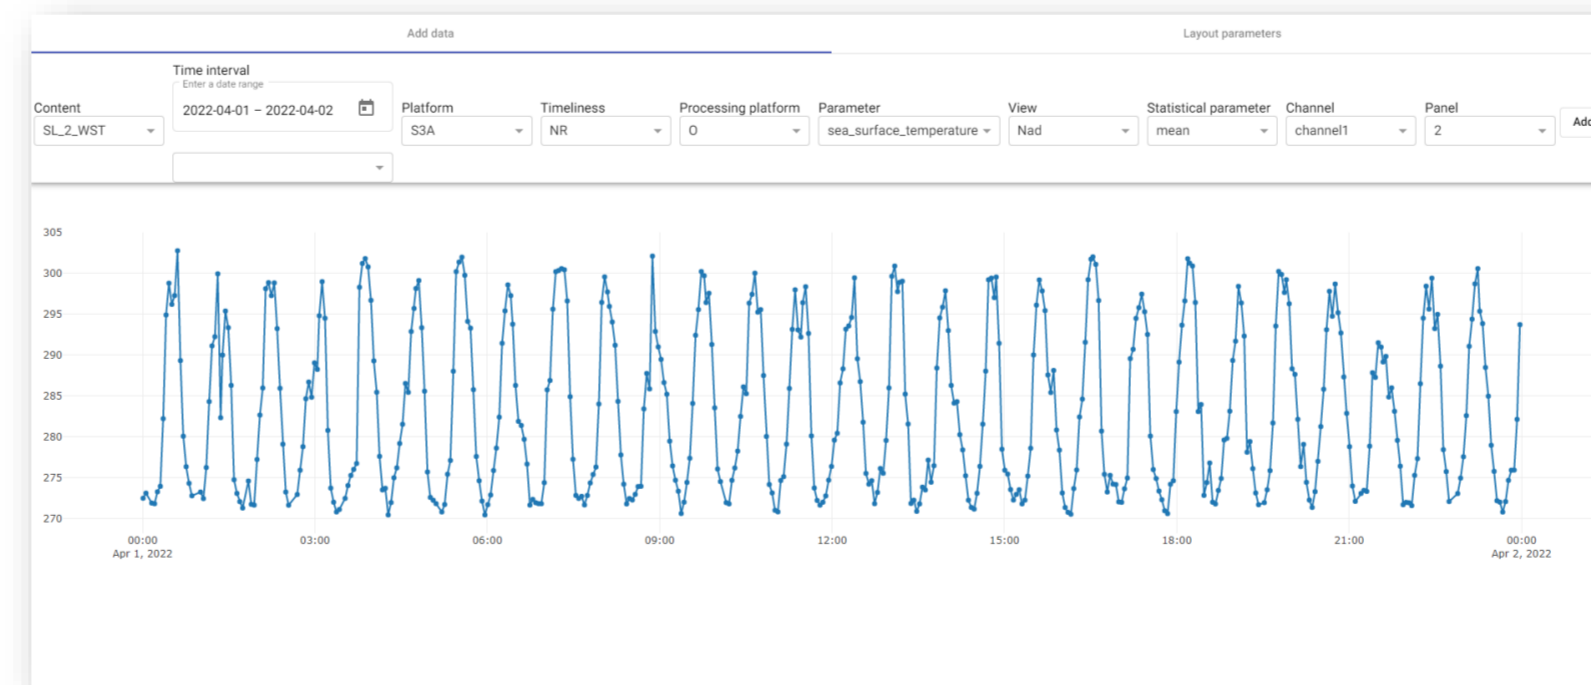 Add data
Layout parameters
Time interval
Enter a date range
2022-04-01 – 2022-04-02
Content
SL_2_WST
Platform
S3A
Timeliness
NR
Processing platform
O
Parameter
sea_surface_temperature
View
Nad
Statistical parameter
mean
Channel
channel1
Panel
2
Add
305
300
295
290
285
280
275
270
00:00 03:00 06:00 09:00 12:00 15:00 18:00 21:00 00:00
Apr 1, 2022 Apr 2, 2022